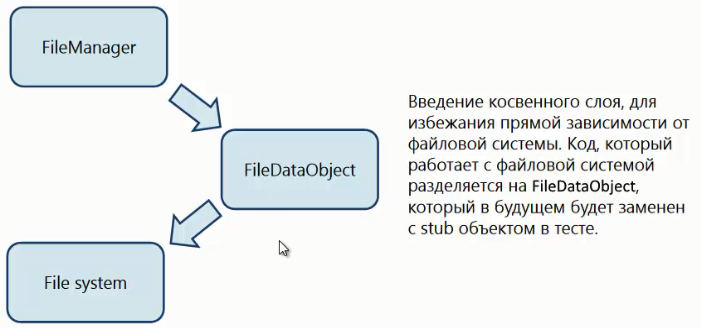 FileManager
FileDataObject
File system
Введение косвенного слоя, для
избежания прямой зависимости от
файловой системы. Код, который
работает с файловой системой
разделяется на FileDataObject,
который в будущем будет заменен
с stub объектом в тесте.